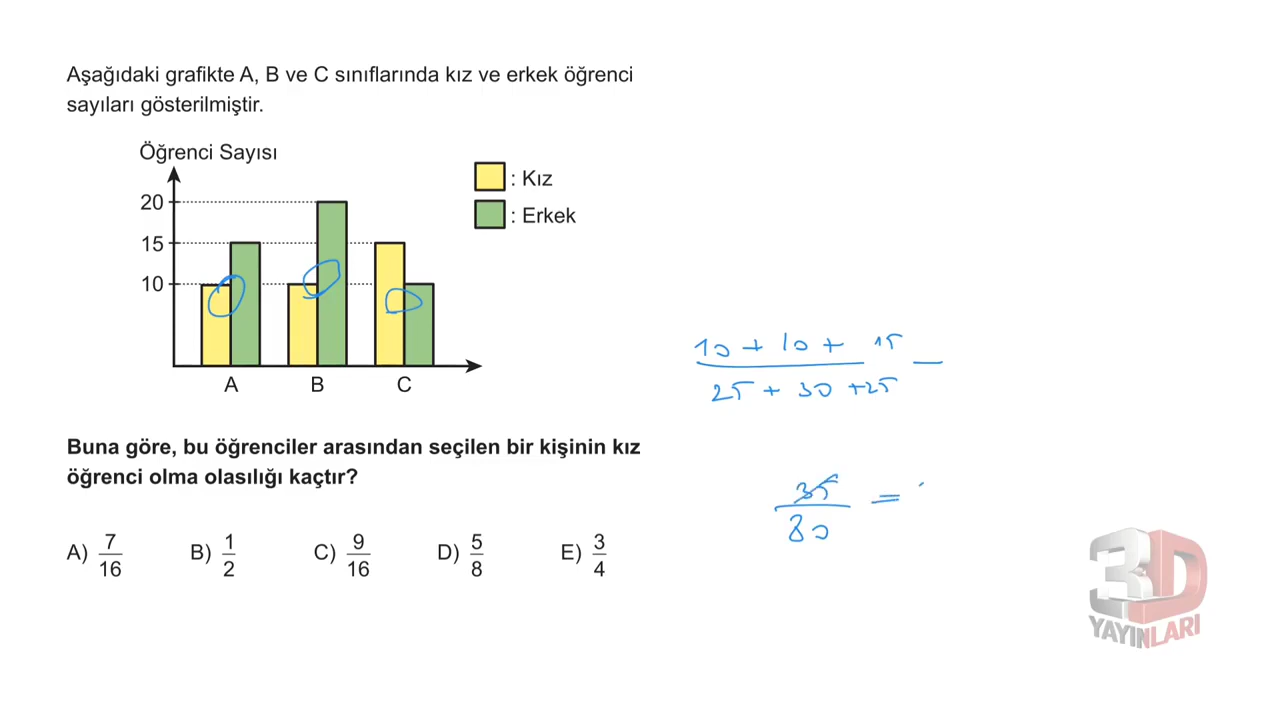 Aşağıdaki grafikte A, B ve C sınıflarında kız ve erkek öğrenci
sayıları gösterilmiştir.
Öğrenci Sayısı
20
15
10
A B C
: Kız
: Erkek
10 + 10 + 15
25 + 30 + 25
35
80
=
Buna göre, bu öğrenciler arasından seçilen bir kişinin kız
öğrenci olma olasılığı kaçtır?
A) 7/16 B) 1/2 C) 9/16 D) 5/8 E) 3/4
3D
YAYINLARI